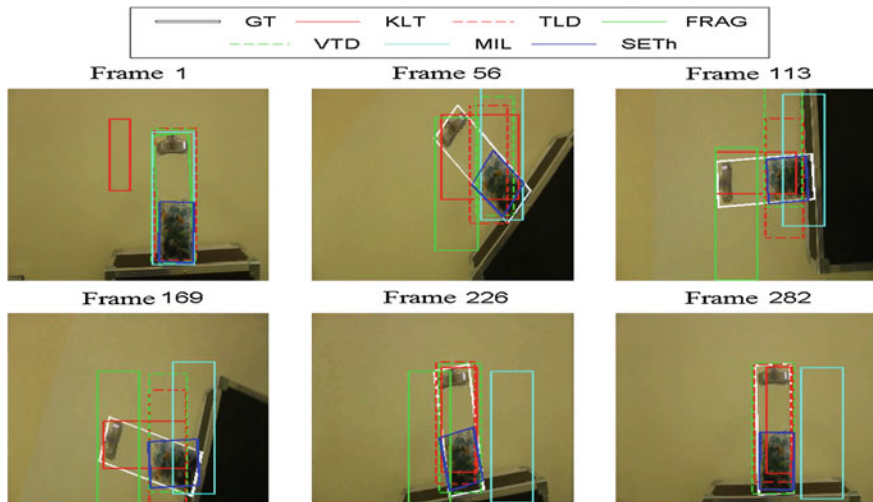 GT KLT TLD FRAG
VTD MIL SETh
Frame 1 Frame 56 Frame 113
Frame 169 Frame 226 Frame 282